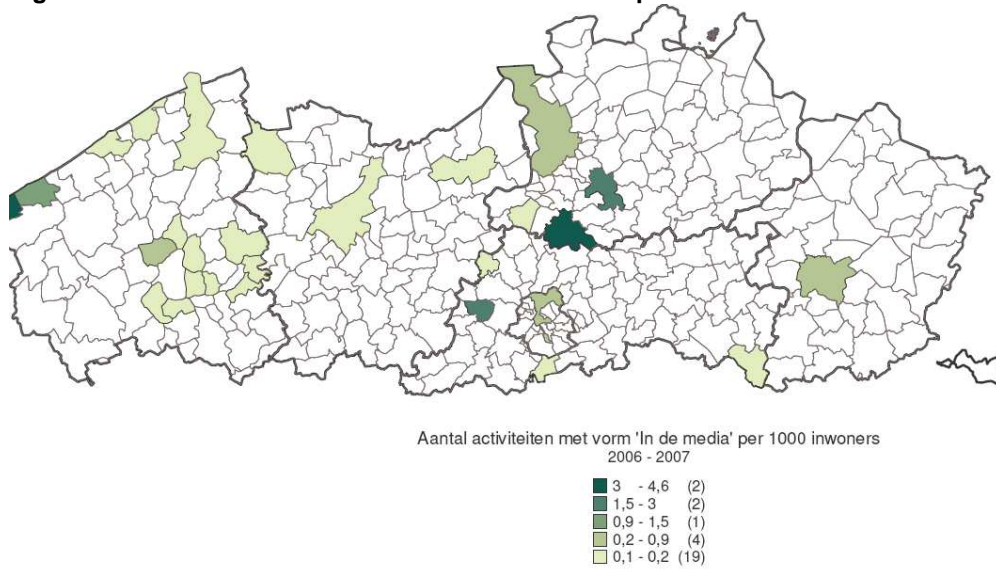 Aantal activiteiten met vorm 'In de media' per 1000 inwoners
2006 - 2007
3 - 4,6 (2)
1,5 - 3 (2)
0,9 - 1,5 (1)
0,2 - 0,9 (4)
0,1 - 0,2 (19)